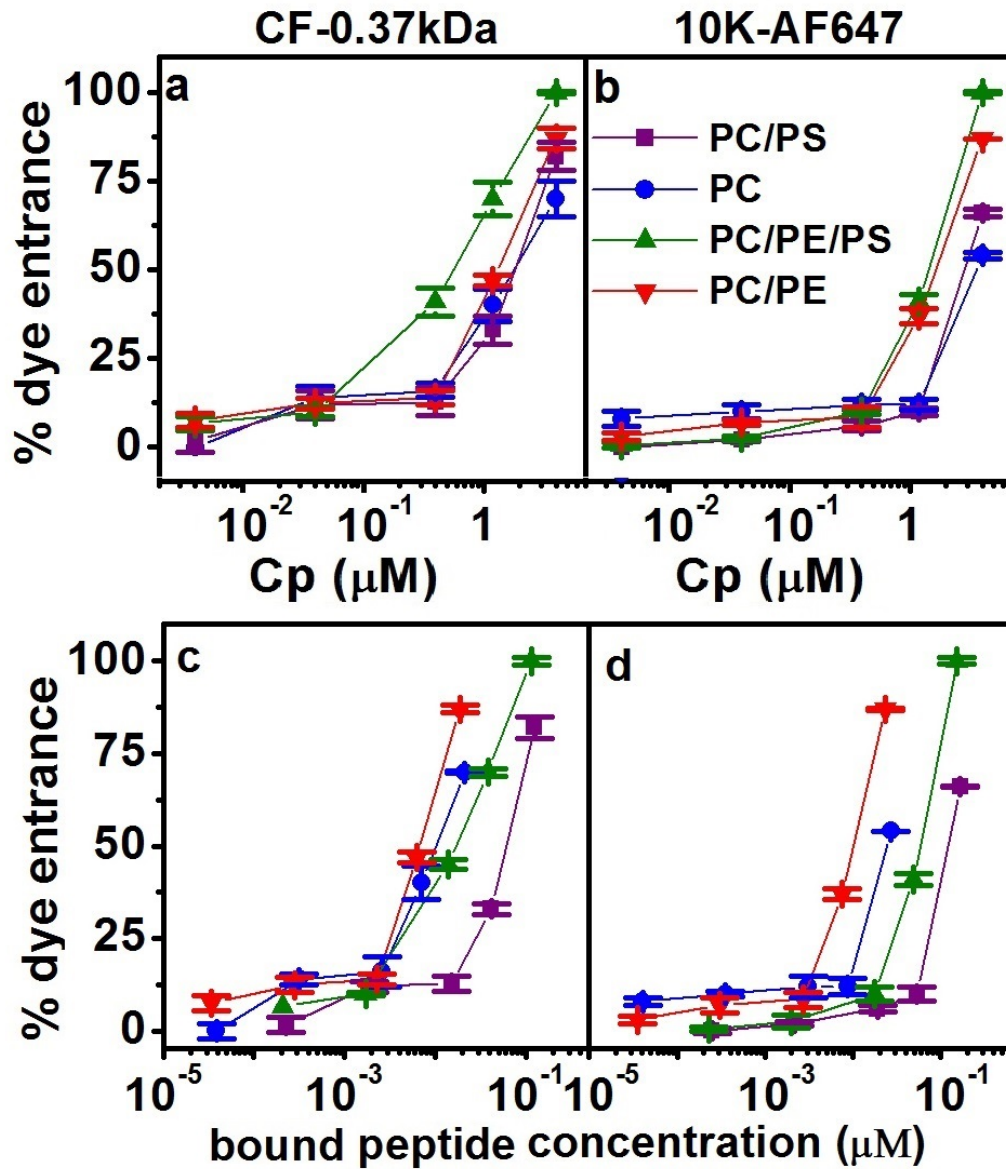 CF-0.37kDa 10K-AF647
a b
100
75
50
25
0
% dye entrance
PC/PS
PC
PC/PE/PS
PC/PE
10⁻² 10⁻¹ 1 10⁻² 10⁻¹ 1
Cp (μM) Cp (μM)
c d
100
75
50
25
0
% dye entrance
10⁻⁵ 10⁻³ 10⁻¹ 10⁻⁵ 10⁻³ 10⁻¹
bound peptide concentration (μM)